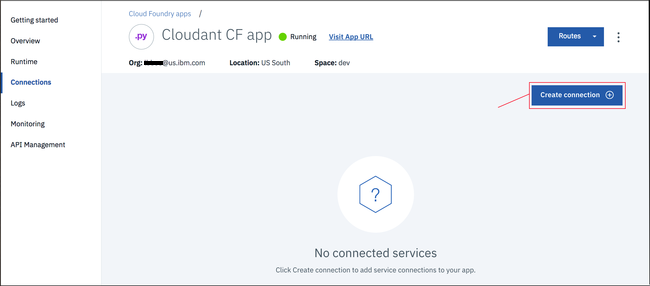 Getting started
Overview
Runtime
Connections
Logs
Monitoring
API Management
Cloud Foundry apps /
.py
Cloudant CF app
Running
Visit App URL
Routes
Org: @us.ibm.com
Location: US South
Space: dev
Create connection
?
No connected services
Click Create connection to add service connections to your app.